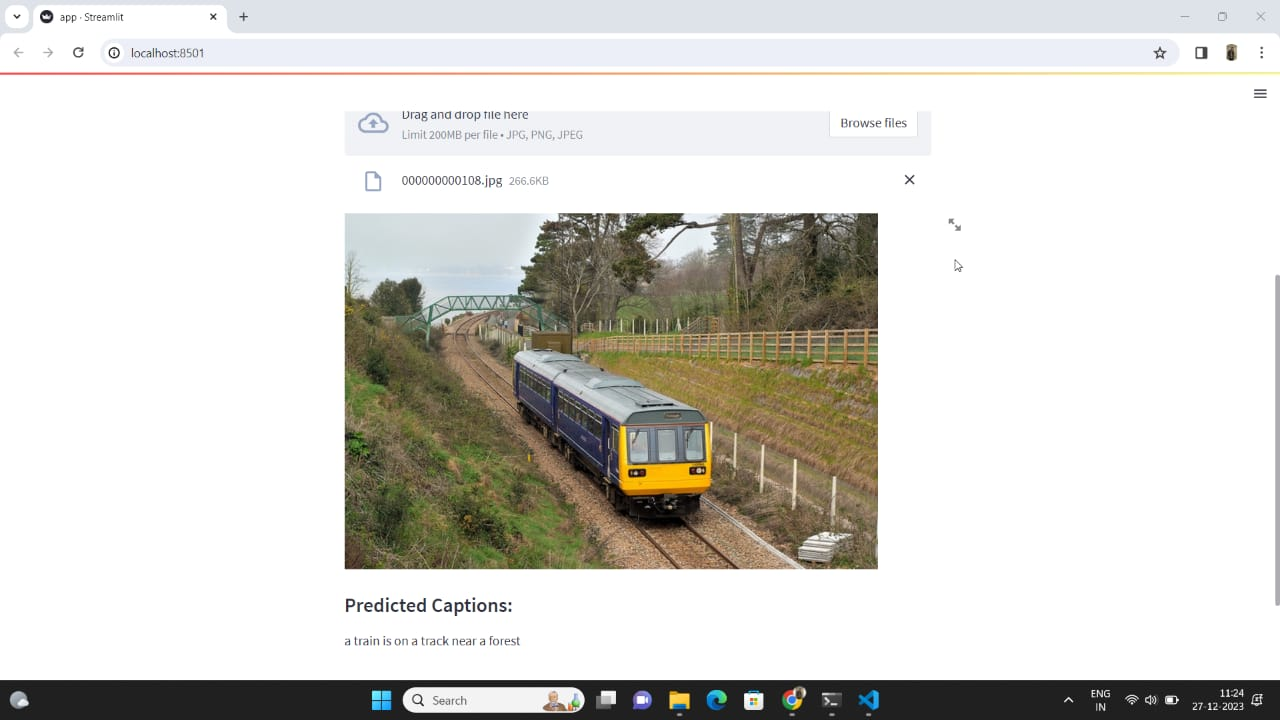 app · Streamlit
localhost:8501
Drag and drop file here
Limit 200MB per file • JPG, PNG, JPEG
Browse files
000000000108.jpg 266.6KB
Predicted Captions:
a train is on a track near a forest
Search
ENG
IN
11:24
27-12-2023